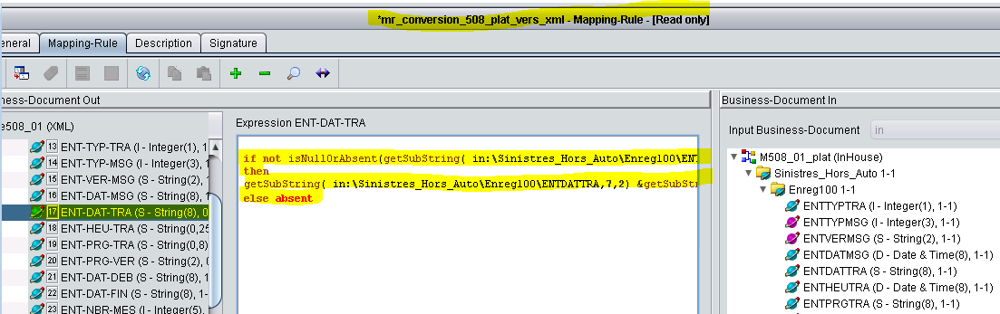 *mr_conversion_508_plat_vers_xml - Mapping-Rule - [Read only]
eneral Mapping-Rule Description Signature
ness-Document Out
Business-Document In
e508_01 (XML)
13 ENT-TYP-TRA (I - Integer(1), 1
14 ENT-TYP-MSG (I - Integer(3), 1
15 ENT-VER-MSG (S - String(2), 1
16 ENT-DAT-MSG (S - String(8), 1
17 ENT-DAT-TRA (S - String(8), 0
18 ENT-HEU-TRA (S - String(0,25
19 ENT-PRG-TRA (S - String(0,8)
20 ENT-PRG-VER (S - String(2), 0
21 ENT-DAT-DEB (S - String(8), 1
22 ENT-DAT-FIN (S - String(8), 1-
23 ENT-NBR-MES (I - Integer(5),
Expression ENT-DAT-TRA
if not isNullOrAbsent(getSubString( in:\Sinistres_Hors_Auto\Enreg100\ENT
then
getSubString( in:\Sinistres_Hors_Auto\Enreg100\ENTDATTRA,7,2) &getSubStr
else absent
Input Business-Document in
M508_01_plat (InHouse)
Sinistres_Hors_Auto 1-1
Enreg100 1-1
ENTTYPTRA (I - Integer(1), 1-1)
ENTTYPMSG (I - Integer(3), 1-1)
ENTVERMSG (S - String(2), 1-1)
ENTDATMSG (D - Date & Time(8), 1-1)
ENTDATTRA (S - String(8), 1-1)
ENTHEUTRA (D - Date & Time(8), 1-1)
ENTPRGTRA (S - String(8), 1-1)